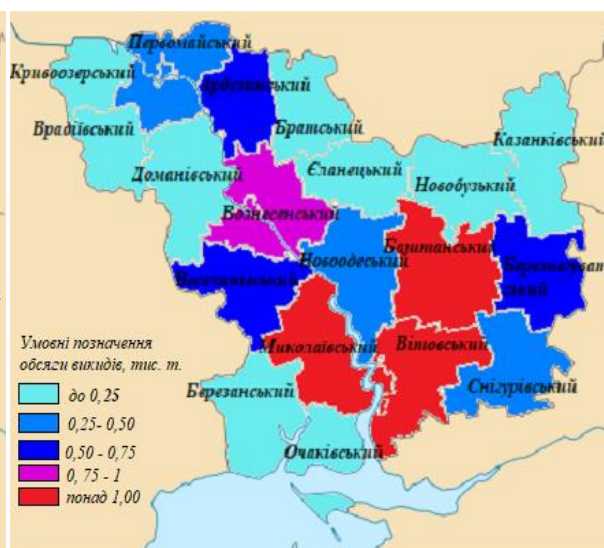 Первомайський
Кривоозерський
Арбузинський
Врадіївський
Братський
Казанківський
Доманівський
Єланецький
Новобузький
Вознесенський
Новоодеський
Баштанський
Березнегуват
ський
Веселинівський
Миколаївський
Вітовський
Снігурівський
Березанський
Очаківський
Умовні позначення
обсяги викидів, тис. т.
до 0,25
0,25- 0,50
0,50 - 0,75
0, 75 - 1
понад 1,00